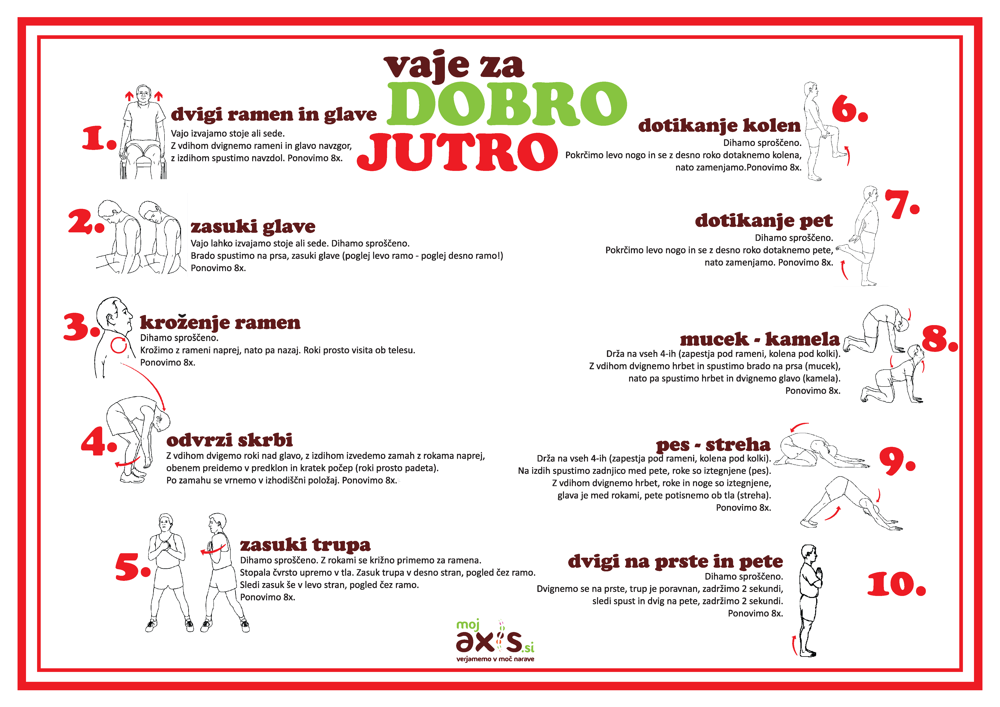 vaje za
DOBRO
JUTRO
1.
dvigi ramen in glave
Vajo izvajamo stoje ali sede.
Z vdihom dvignemo rameni in glavo navzgor,
z izdihom spustimo navzdol. Ponovimo 8x.
2.
zasuki glave
Vajo lahko izvajamo stoje ali sede. Dihamo sproščeno.
Brado spustimo na prsa, zasuki glave (poglej levo ramo - poglej desno ramo!)
Ponovimo 8x.
3.
kroženje ramen
Dihamo sproščeno.
Krožimo z rameni naprej, nato pa nazaj. Roki prosto visita ob telesu.
Ponovimo 8x.
4.
odvrzi skrbi
Z vdihom dvigemo roki nad glavo, z izdihom izvedemo zamah z rokama naprej,
obenem preidemo v predklon in kratek počep (roki prosto padeta).
Po zamahu se vrnemo v izhodiščni položaj. Ponovimo 8x.
5.
zasuki trupa
Dihamo sproščeno. Z rokami se križno primemo za ramena.
Stopala čvrsto upremo v tla. Zasuk trupa v desno stran, pogled čez ramo.
Sledi zasuk še v levo stran, pogled čez ramo.
Ponovimo 8x.
6.
dotikanje kolen
Dihamo sproščeno.
Pokrčimo levo nogo in se z desno roko dotaknemo kolena,
nato zamenjamo.Ponovimo 8x.
7.
dotikanje pet
Dihamo sproščeno.
Pokrčimo levo nogo in se z desno roko dotaknemo pete,
nato zamenjamo. Ponovimo 8x.
8.
mucek - kamela
Drža na vseh 4-ih (zapestja pod rameni, kolena pod kolki).
Z vdihom dvignemo hrbet in spustimo brado na prsa (mucek),
nato pa spustimo hrbet in dvignemo glavo (kamela).
Ponovimo 8x.
9.
pes - streha
Drža na vseh 4-ih (zapestja pod rameni, kolena pod kolki).
Na izdih spustimo zadnjico med pete, roke so iztegnjene (pes).
Z vdihom dvignemo hrbet, roke in noge so iztegnjene,
glava je med rokami, pete potisnemo ob tla (streha).
Ponovimo 8x.
10.
dvigi na prste in pete
Dihamo sproščeno.
Dvignemo se na prste, trup je poravnan, zadržimo 2 sekundi,
sledi spust in dvig na pete, zadržimo 2 sekundi.
Ponovimo 8x.
moj
axis.si
verjamemo v moč narave